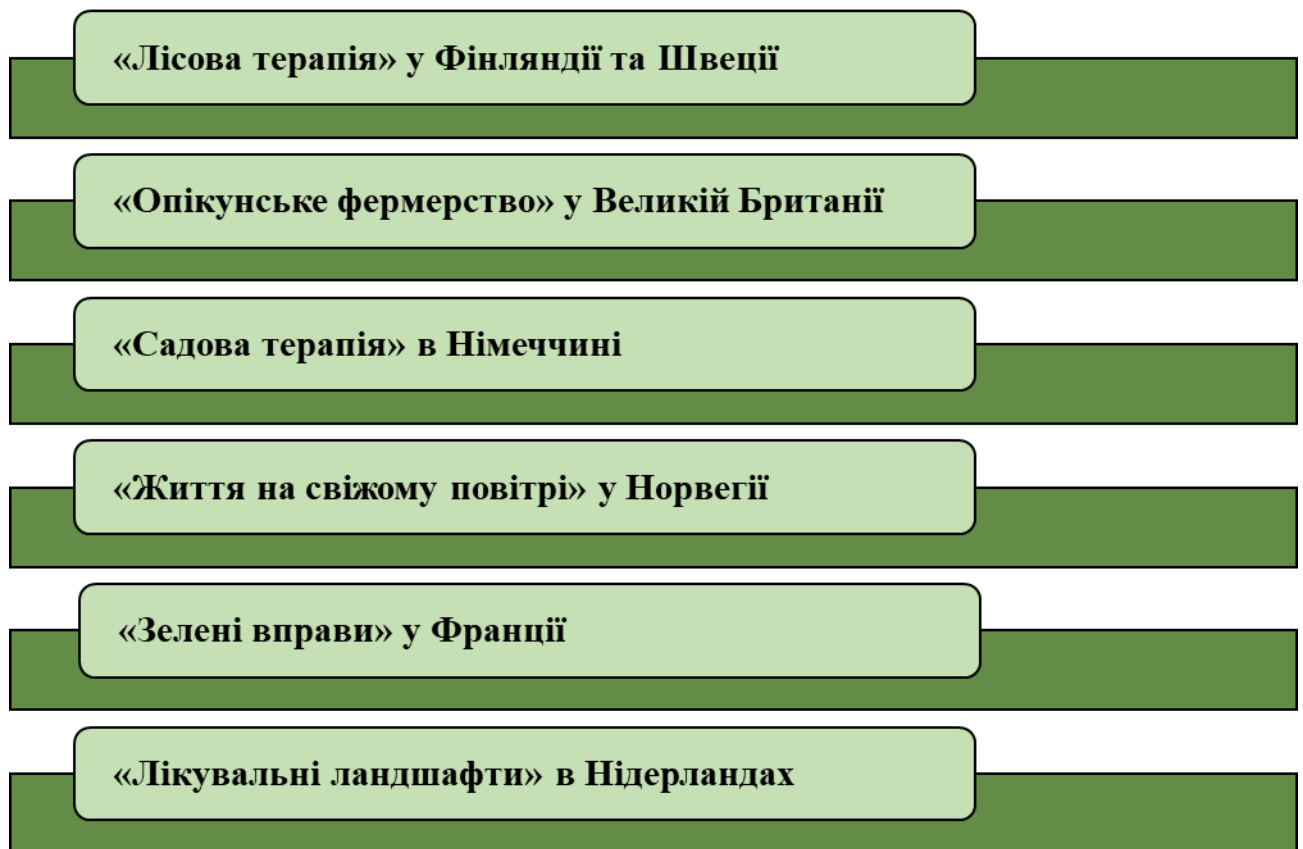 «Лісова терапія» у Фінляндії та Швеції
«Опікунське фермерство» у Великій Британії
«Садова терапія» в Німеччині
«Життя на свіжому повітрі» у Норвегії
«Зелені вправи» у Франції
«Лікувальні ландшафти» в Нідерландах